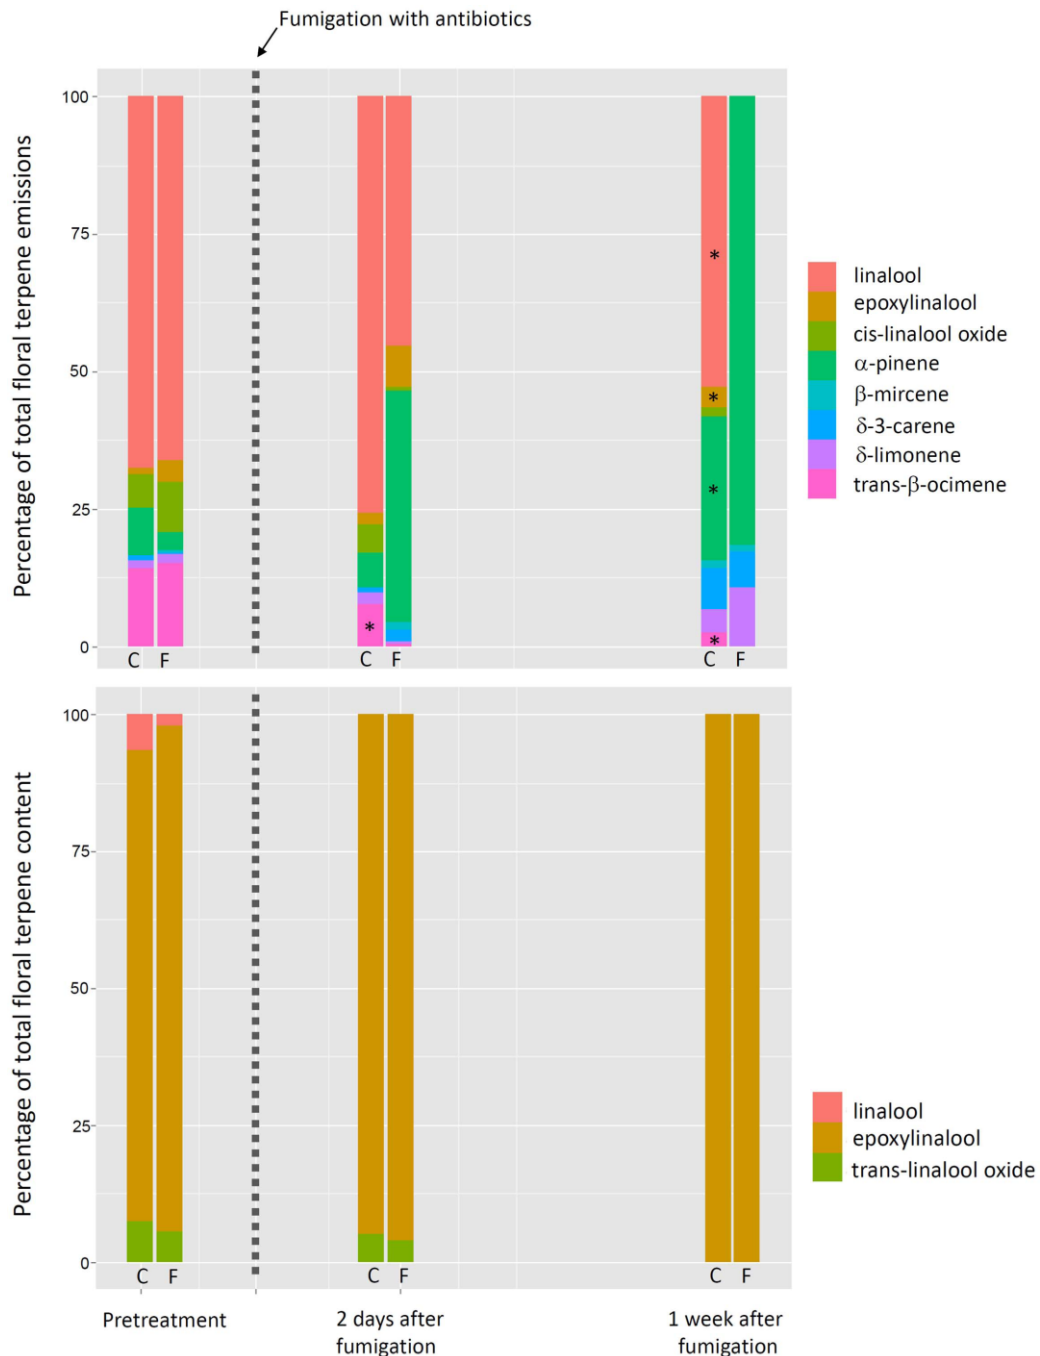 Fumigation with antibiotics
Percentage of total floral terpene emissions
100
75
50
25
0
*
*
*
*
*
C F
C F
C F
linalool
epoxylinalool
cis-linalool oxide
α-pinene
β-mircene
δ-3-carene
δ-limonene
trans-β-ocimene
Percentage of total floral terpene content
100
75
50
25
0
C F
C F
C F
linalool
epoxylinalool
trans-linalool oxide
Pretreatment
2 days after
fumigation
1 week after
fumigation